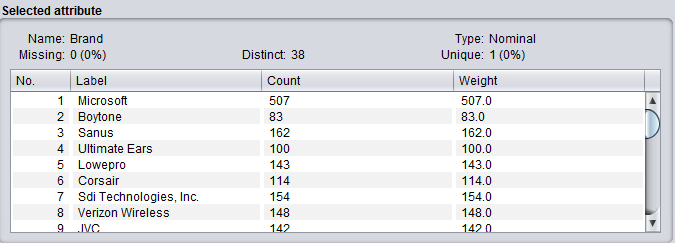 Selected attribute
Name: Brand Type: Nominal
Missing: 0 (0%) Distinct: 38 Unique: 1 (0%)
No. Label Count Weight
1 Microsoft 507 507.0
2 Boytone 83 83.0
3 Sanus 162 162.0
4 Ultimate Ears 100 100.0
5 Lowepro 143 143.0
6 Corsair 114 114.0
7 Sdi Technologies, Inc. 154 154.0
8 Verizon Wireless 148 148.0
9 JVC 142 142.0